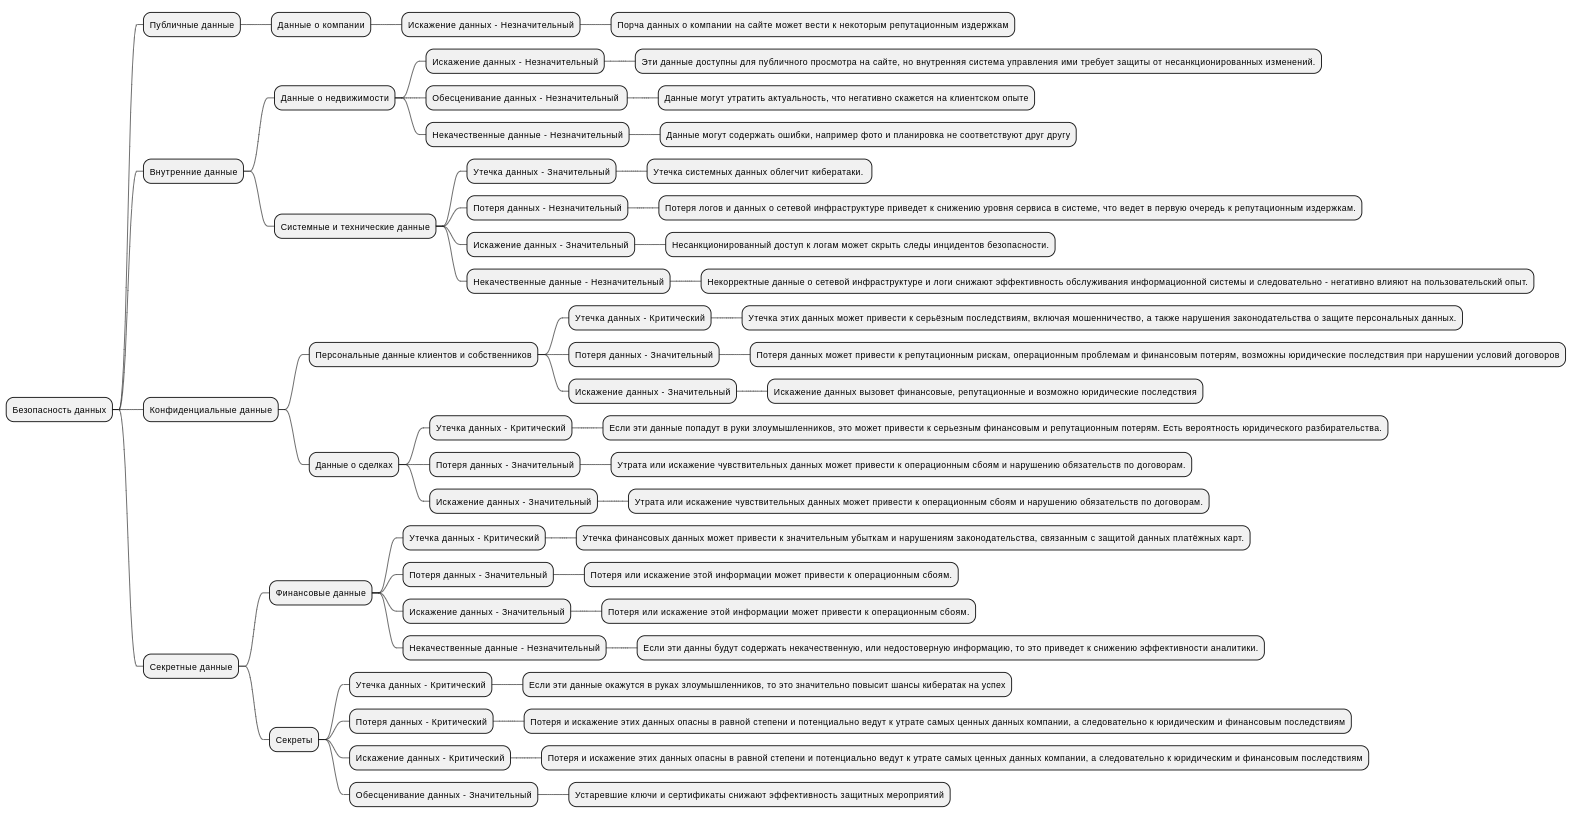 Публичные данные
Данные о компании
Искажение данных - Незначительный
Порча данных о компании на сайте может вести к некоторым репутационным издержкам
Искажение данных - Незначительный
Эти данные доступны для публичного просмотра на сайте, но внутренняя система управления ими требует защиты от несанкционированных изменений.
Данные о недвижимости
Обесценивание данных - Незначительный
Данные могут утратить актуальность, что негативно скажется на клиентском опыте
Некачественные данные - Незначительный
Данные могут содержать ошибки, например фото и планировка не соответствуют друг другу
Внутренние данные
Утечка данных - Значительный
Утечка системных данных облегчит кибератаки.
Потеря данных - Незначительный
Потеря логов и данных о сетевой инфраструктуре приведет к снижению уровня сервиса в системе, что ведет в первую очередь к репутационным издержкам.
Системные и технические данные
Искажение данных - Значительный
Несанкционированный доступ к логам может скрыть следы инцидентов безопасности.
Некачественные данные - Незначительный
Некорректные данные о сетевой инфраструктуре и логи снижают эффективность обслуживания информационной системы и следовательно - негативно влияют на пользовательский опыт.
Утечка данных - Критический
Утечка этих данных может привести к серьёзным последствиям, включая мошенничество, а также нарушения законодательства о защите персональных данных.
Персональные данные клиентов и собственников
Потеря данных - Значительный
Потеря данных может привести к репутационным рискам, операционным проблемам и финансовым потерям, возможны юридические последствия при нарушении условий договоров
Искажение данных - Значительный
Искажение данных вызовет финансовые, репутационные и возможно юридические последствия
Безопасность данных
Конфиденциальные данные
Утечка данных - Критический
Если эти данные попадут в руки злоумышленников, это может привести к серьезным финансовым и репутационным потерям. Есть вероятность юридического разбирательства.
Данные о сделках
Потеря данных - Значительный
Утрата или искажение чувствительных данных может привести к операционным сбоям и нарушению обязательств по договорам.
Искажение данных - Значительный
Утрата или искажение чувствительных данных может привести к операционным сбоям и нарушению обязательств по договорам.
Утечка данных - Критический
Утечка финансовых данных может привести к значительным убыткам и нарушениям законодательства, связанным с защитой данных платёжных карт.
Потеря данных - Значительный
Потеря или искажение этой информации может привести к операционным сбоям.
Финансовые данные
Искажение данных - Значительный
Потеря или искажение этой информации может привести к операционным сбоям.
Некачественные данные - Незначительный
Если эти данны будут содержать некачественную, или недостоверную информацию, то это приведет к снижению эффективности аналитики.
Секретные данные
Утечка данных - Критический
Если эти данные окажутся в руках злоумышленников, то это значительно повысит шансы кибератак на успех
Потеря данных - Критический
Потеря и искажение этих данных опасны в равной степени и потенциально ведут к утрате самых ценных данных компании, а следовательно к юридическим и финансовым последствиям
Секреты
Искажение данных - Критический
Потеря и искажение этих данных опасны в равной степени и потенциально ведут к утрате самых ценных данных компании, а следовательно к юридическим и финансовым последствиям
Обесценивание данных - Значительный
Устаревшие ключи и сертификаты снижают эффективность защитных мероприятий